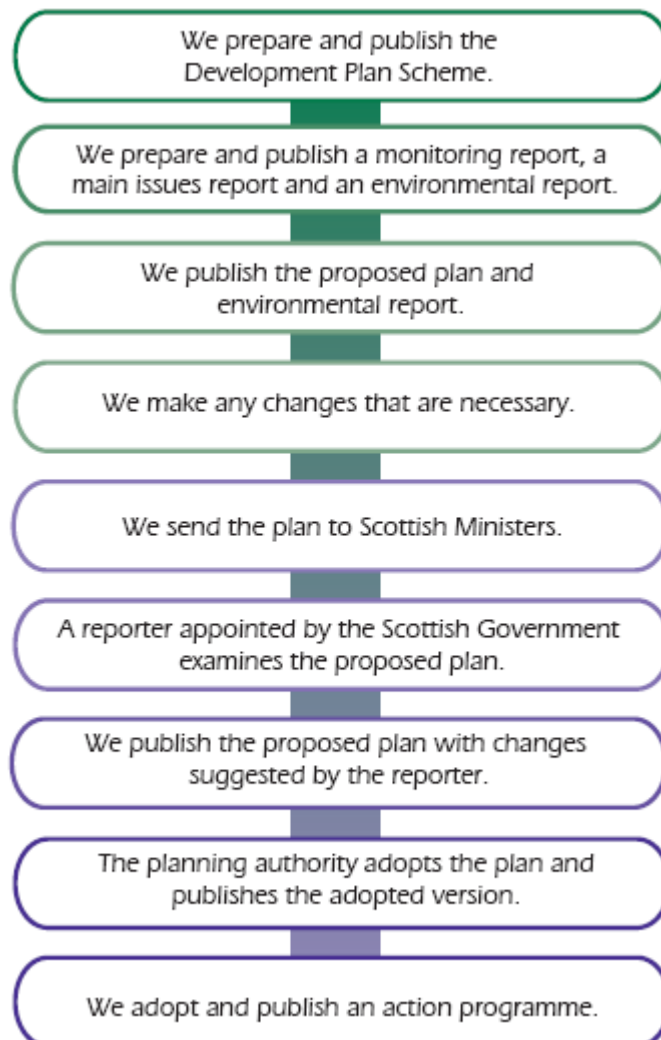 We prepare and publish the
Development Plan Scheme.
We prepare and publish a monitoring report, a
main issues report and an environmental report.
We publish the proposed plan and
environmental report.
We make any changes that are necessary.
We send the plan to Scottish Ministers.
A reporter appointed by the Scottish Government
examines the proposed plan.
We publish the proposed plan with changes
suggested by the reporter.
The planning authority adopts the plan and
publishes the adopted version.
We adopt and publish an action programme.